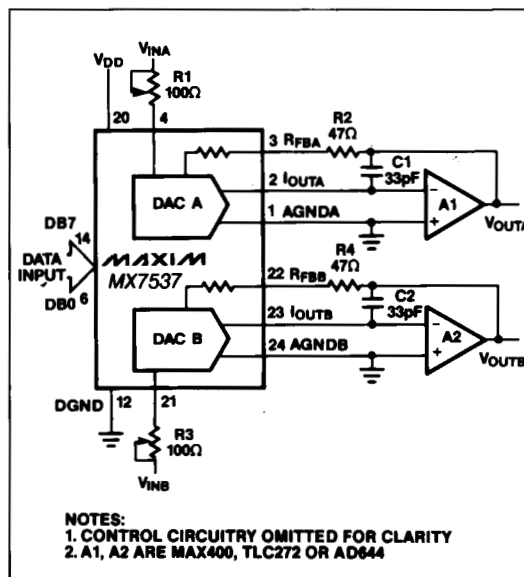 VINA
VDD
R1
100Ω
20
4
3 RFBA
R2
47Ω
C1
33pF
2 IOUTA
DAC A
A1
1 AGNDA
VOUTA
DB7
14
DATA
INPUT
MAXIM
MX7537
DB0
6
22 RFBB
R4
47Ω
C2
33pF
23 IOUTB
DAC B
A2
24 AGNDB
VOUTB
DGND
12
21
R3
100Ω
VINB
-
+
-
+
NOTES:
1. CONTROL CIRCUITRY OMITTED FOR CLARITY
2. A1, A2 ARE MAX400, TLC272 OR AD644